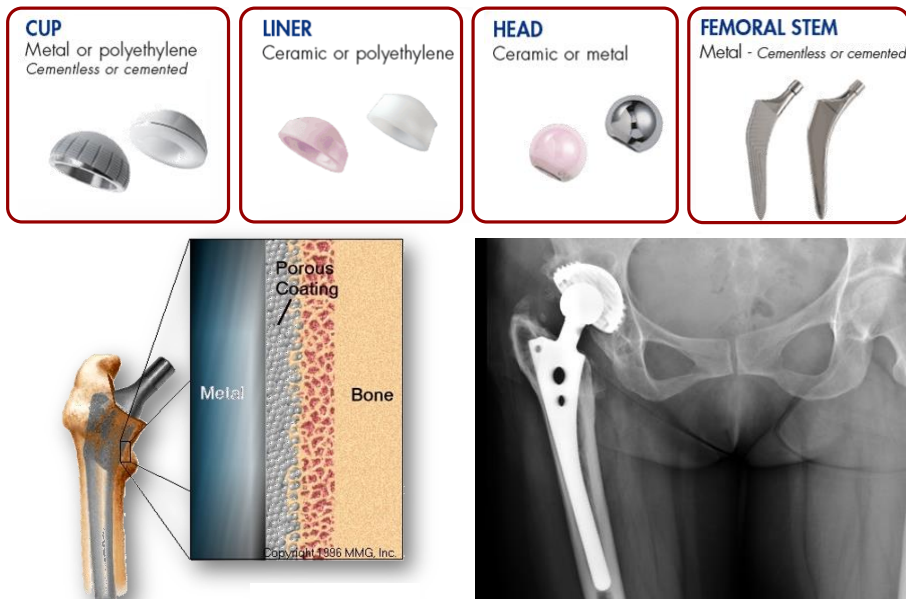 CUP
Metal or polyethylene
Cementless or cemented
LINER
Ceramic or polyethylene
HEAD
Ceramic or metal
FEMORAL STEM
Metal - Cementless or cemented
Porous
Coating
Metal
Bone
Copyright 1996 MMG, Inc.